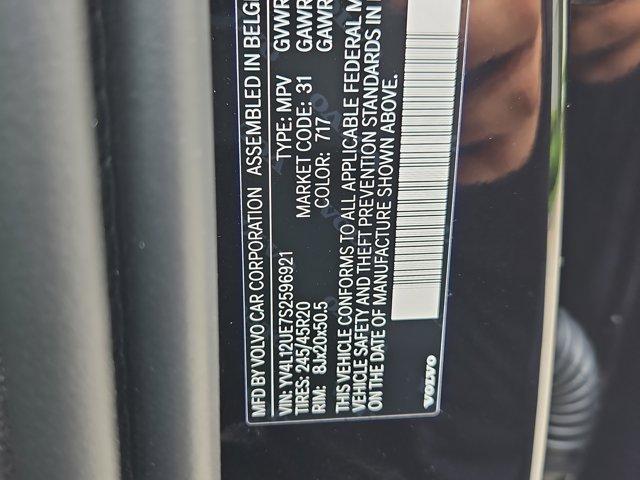 MFD BY VOLVO CAR CORPORATION ASSEMBLED IN BELGI
VIN: YV4L12UE7S2596921 TYPE: MPV GVWR
TIRES: 245/45R20 MARKET CODE: 31 GAWR
RIM: 8Jx20x50.5 COLOR: 717 GAWR
THIS VEHICLE CONFORMS TO ALL APPLICABLE FEDERAL M
VEHICLE SAFETY AND THEFT PREVENTION STANDARDS IN
ON THE DATE OF MANUFACTURE SHOWN ABOVE.
VOLVO